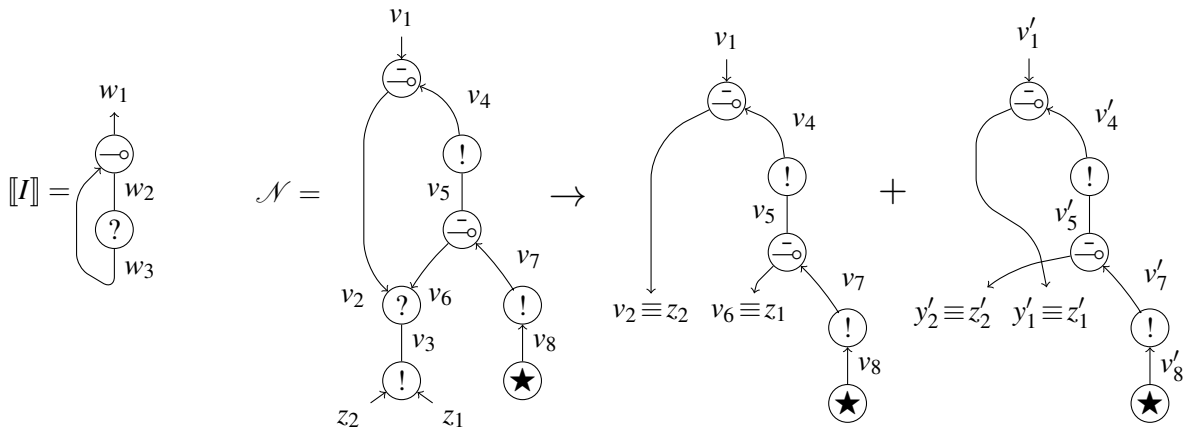 v₁ v₁ v′₁
w₁ v₄ v₄ v′₄
⊸ ⊸̄ ⊸̄ ⊸̄
! ! !
⟦I⟧ = w₂ 𝒩 = v₅ → v₅ + v′₅
? ⊸̄ ⊸̄ ⊸̄
w₃ v₇ v₇ v′₇
v₂ v₆ ? ! v₂ ≡ z₂ v₆ ≡ z₁ ! y′₂ ≡ z′₂ y′₁ ≡ z′₁ !
v₃ v₈ v₈ v′₈
! ★ ★ ★
z₂ z₁